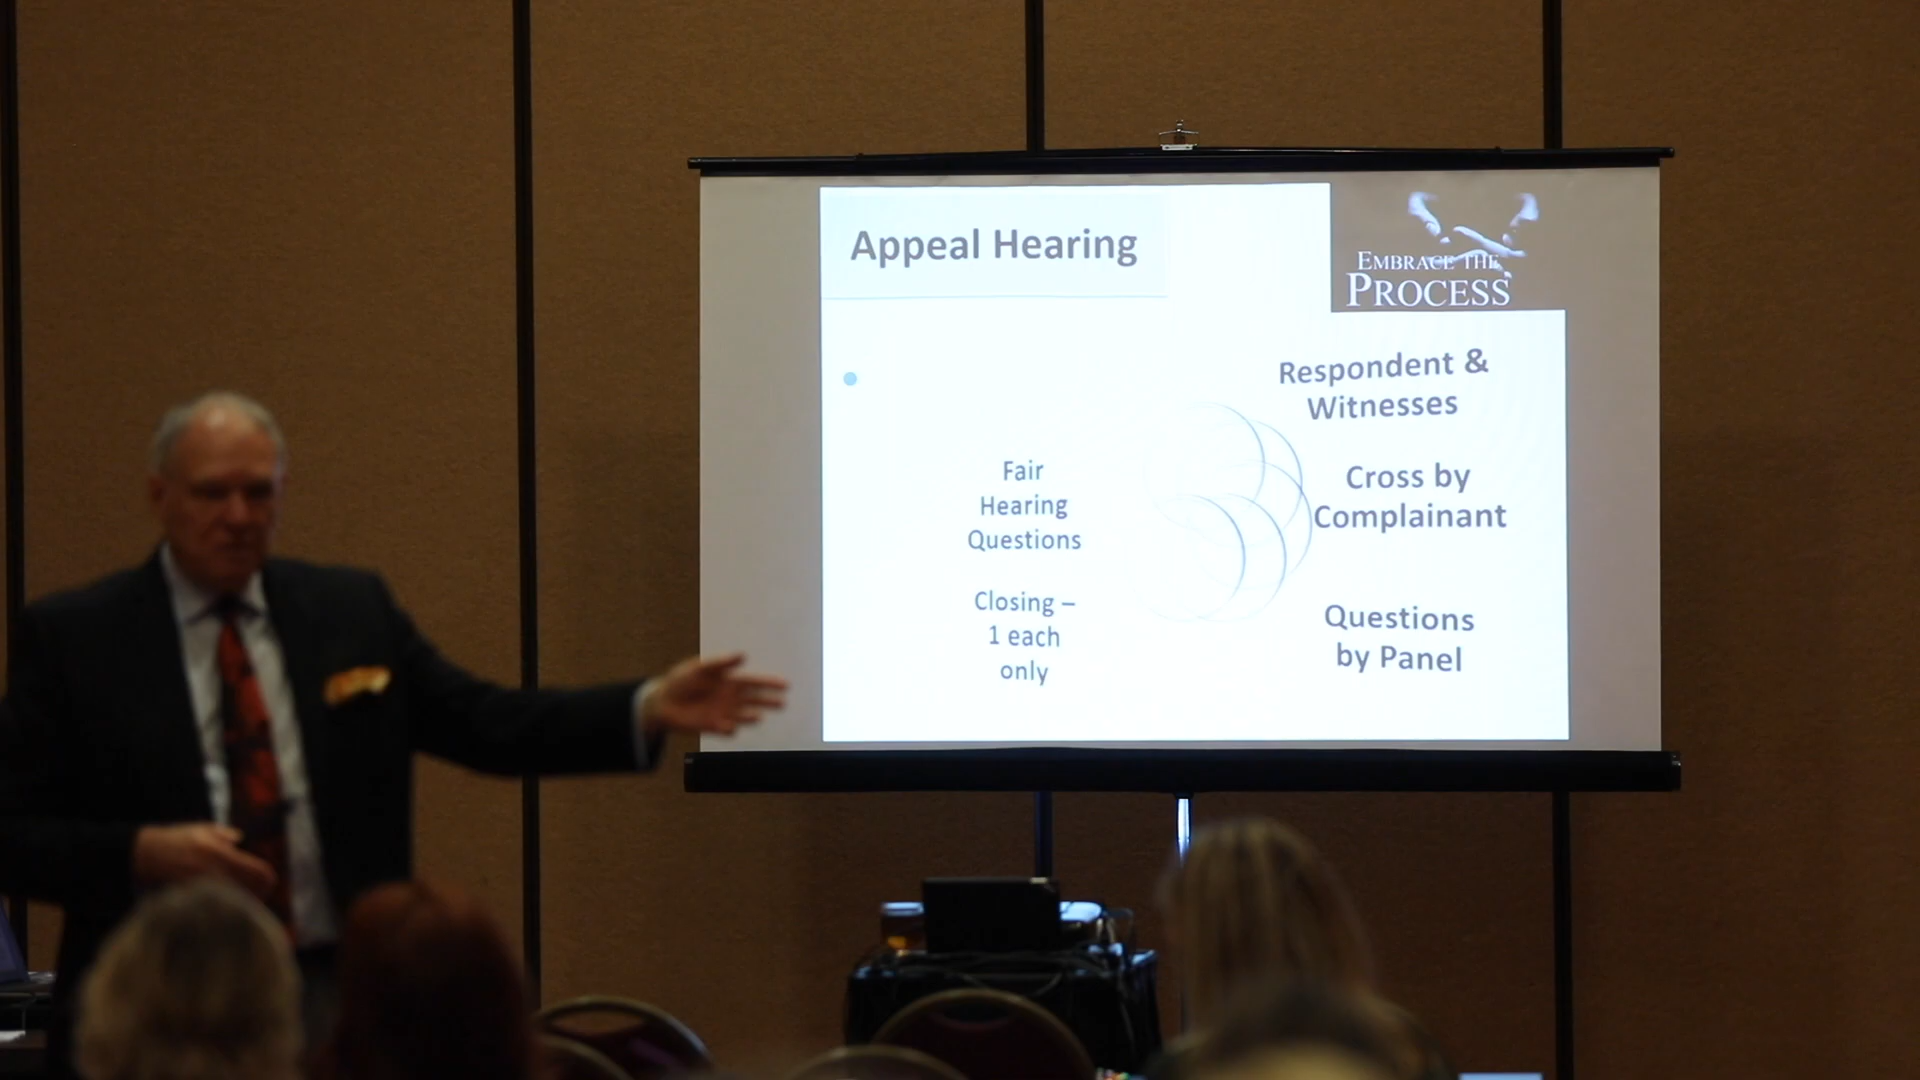 Appeal Hearing
EMBRACE THE
PROCESS
Respondent &
Witnesses
Cross by
Complainant
Questions
by Panel
Fair
Hearing
Questions
Closing –
1 each
only